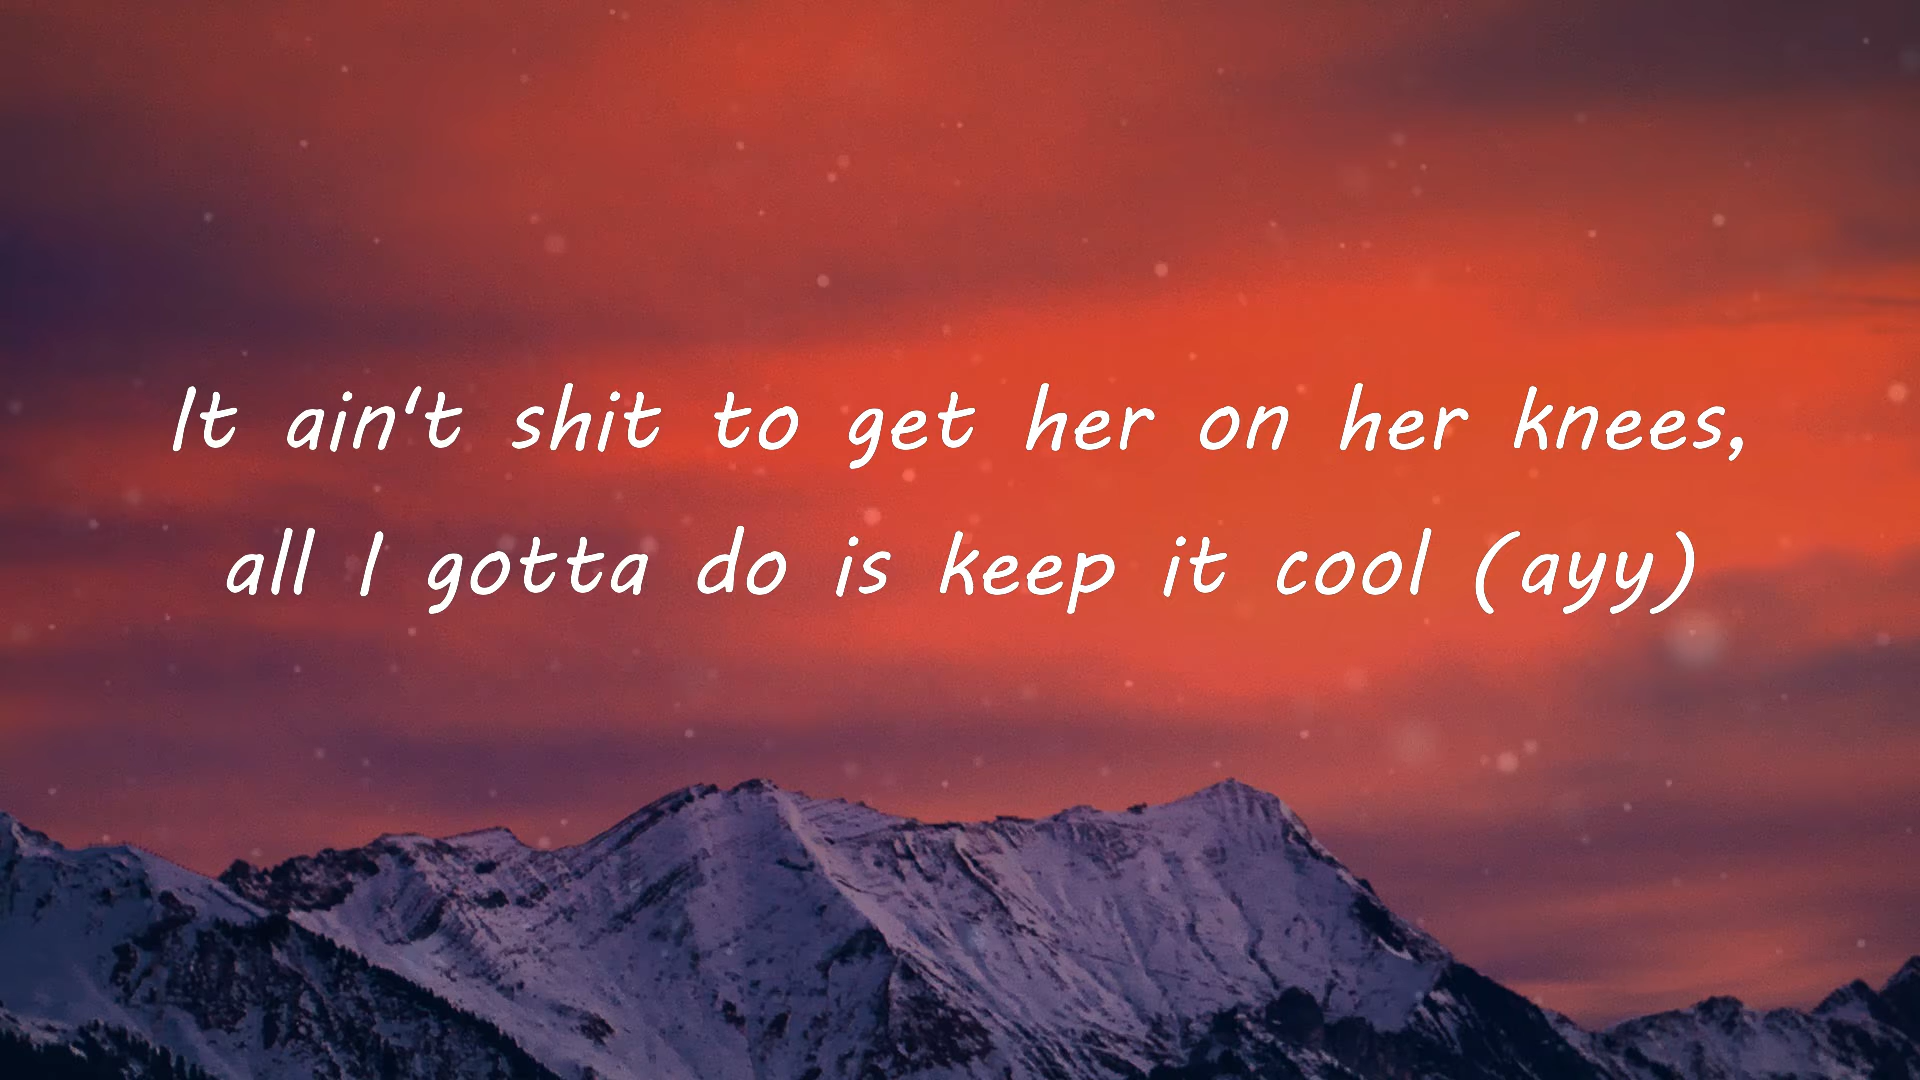 It ain't shit to get her on her knees,
all I gotta do is keep it cool (ayy)